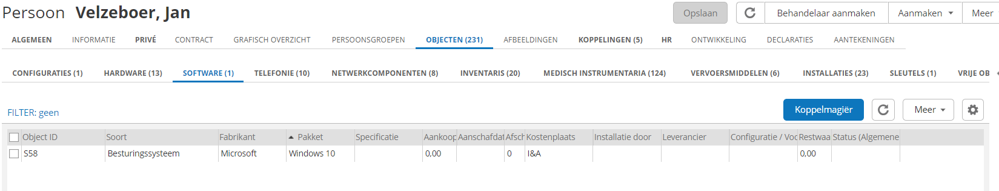 Persoon Velzeboer, Jan
Opslaan Behandelaar aanmaken Aanmaken Meer
ALGEMEEN INFORMATIE PRIVÉ CONTRACT GRAFISCH OVERZICHT PERSOONSGROEPEN OBJECTEN (231) AFBEELDINGEN KOPPELINGEN (5) HR ONTWIKKELING DECLARATIES AANTEKENINGEN
CONFIGURATIES (1) HARDWARE (13) SOFTWARE (1) TELEFONIE (10) NETWERKCOMPONENTEN (8) INVENTARIS (20) MEDISCH INSTRUMENTARIA (124) VERVOERSMIDDELEN (6) INSTALLATIES (23) SLEUTELS (1) VRIJE OB
FILTER: geen Koppelmagiër Meer
Object ID Soort Fabrikant Pakket Specificatie Aankoop Aanschafdat Afsch Kostenplaats Installatie door Leverancier Configuratie / Voc Restwaa Status (Algemene
S58 Besturingssysteem Microsoft Windows 10 0,00 0 I&A 0,00